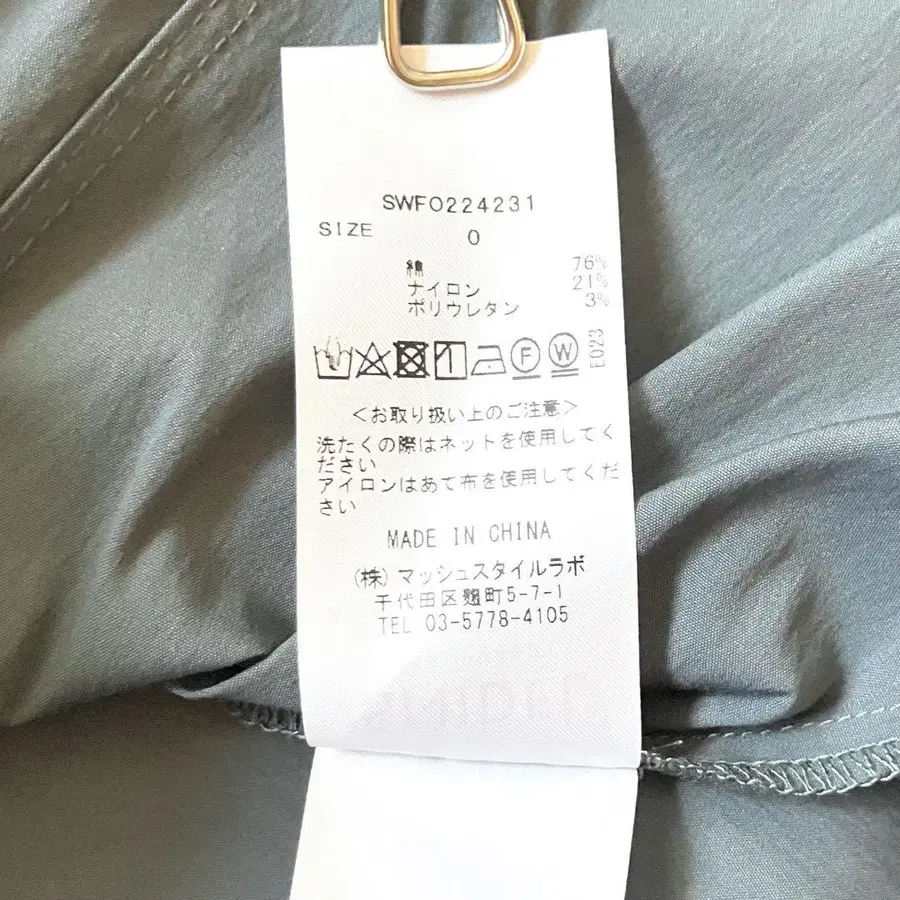 SWF0224231
SIZE 0
綿 76%
ナイロン 21%
ポリウレタン 3%
F W E023
<お取り扱い上のご注意>
洗たくの際はネットを使用してく
ださい
アイロンはあて布を使用してくだ
さい
MADE IN CHINA
(株)マッシュスタイルラボ
千代田区麹町5-7-1
TEL 03-5778-4105